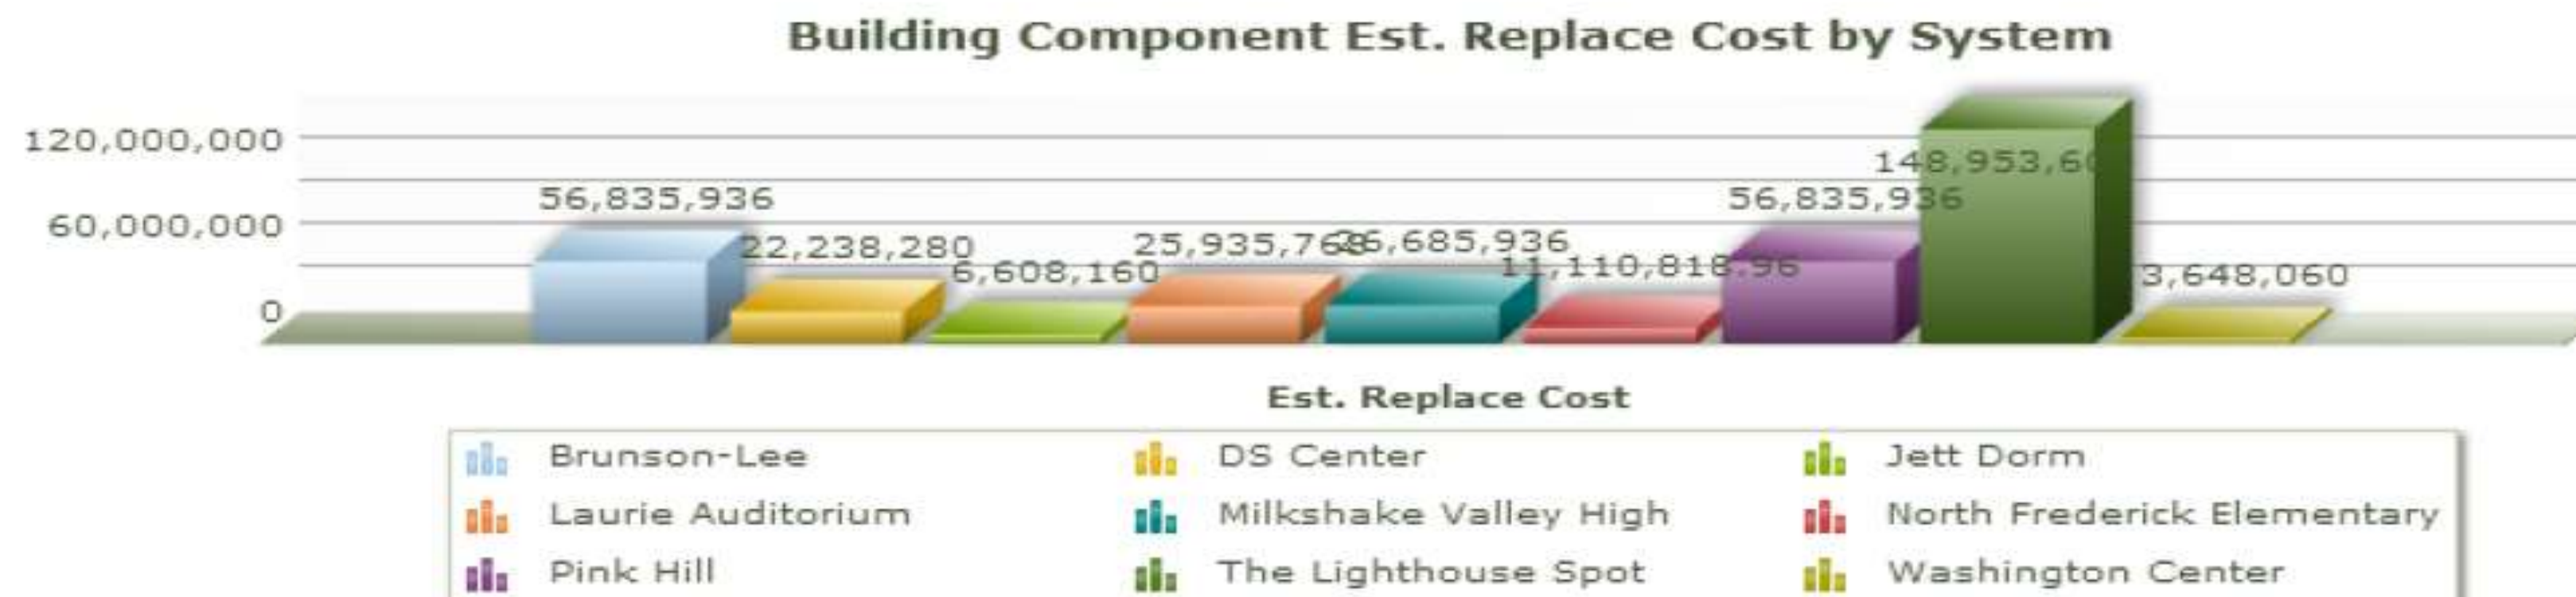 Building Component Est. Replace Cost by System
120,000,000
60,000,000
0
56,835,936
22,238,280
6,608,160
25,935,768
26,685,936
11,110,818.96
56,835,936
3,648,060
Est. Replace Cost
Brunson-Lee DS Center Jett Dorm
Laurie Auditorium Milkshake Valley High North Frederick Elementary
Pink Hill The Lighthouse Spot Washington Center